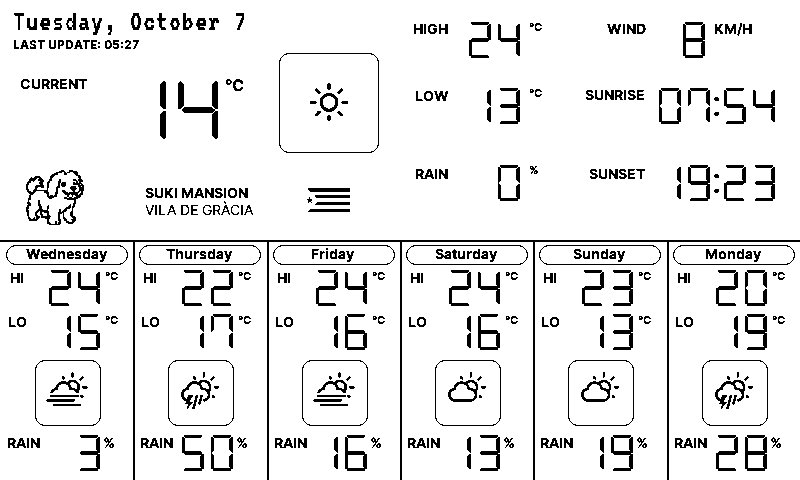 Tuesday, October 7
LAST UPDATE: 05:27
CURRENT 14 °C
SUKI MANSION
VILA DE GRÀCIA
HIGH 24 °C
LOW 13 °C
RAIN 0 %
WIND 8 KM/H
SUNRISE 07:54
SUNSET 19:23
Wednesday
HI 24 °C
LO 15 °C
RAIN 3 %
Thursday
HI 22 °C
LO 17 °C
RAIN 50 %
Friday
HI 24 °C
LO 16 °C
RAIN 16 %
Saturday
HI 24 °C
LO 16 °C
RAIN 13 %
Sunday
HI 23 °C
LO 13 °C
RAIN 19 %
Monday
HI 20 °C
LO 19 °C
RAIN 28 %